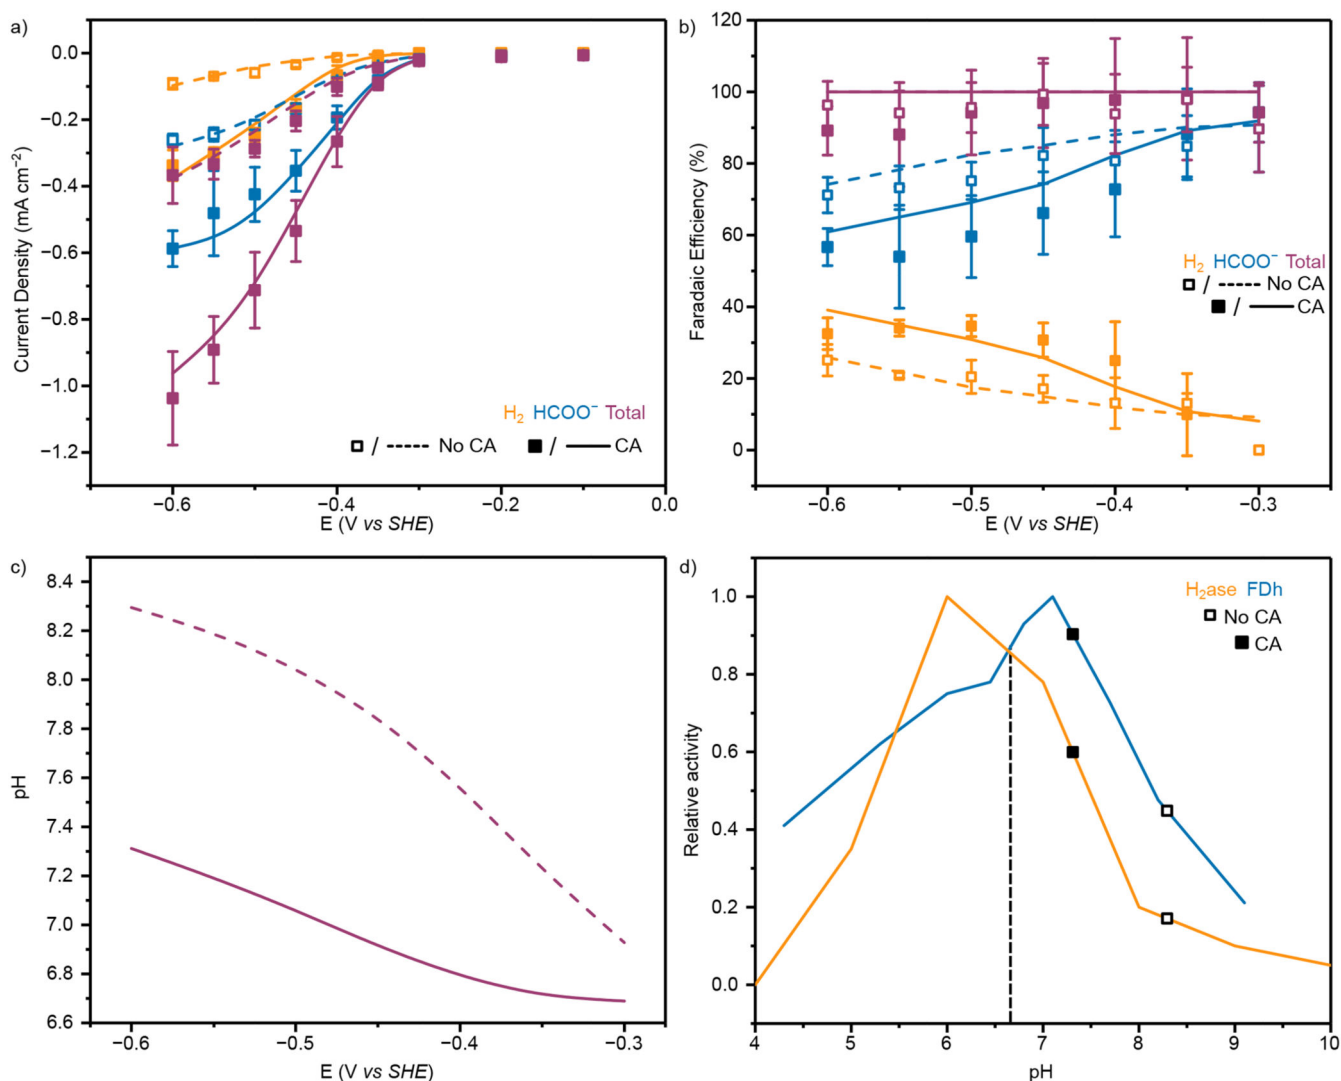 a)
0.0
−0.2
−0.4
−0.6
−0.8
−1.0
−1.2
Current Density (mA cm⁻²)
H₂ HCOO⁻ Total
/ No CA / CA
−0.6 −0.4 −0.2 0.0
E (V vs SHE)
b)
120
100
80
60
40
20
0
Faradaic Efficiency (%)
H₂ HCOO⁻ Total
/ No CA
/ CA
−0.6 −0.5 −0.4 −0.3
E (V vs SHE)
c)
8.4
8.2
8.0
7.8
7.6
7.4
7.2
7.0
6.8
6.6
pH
−0.6 −0.5 −0.4 −0.3
E (V vs SHE)
d)
1.0
0.8
0.6
0.4
0.2
0.0
Relative activity
H₂ase FDh
No CA
CA
4 5 6 7 8 9 10
pH